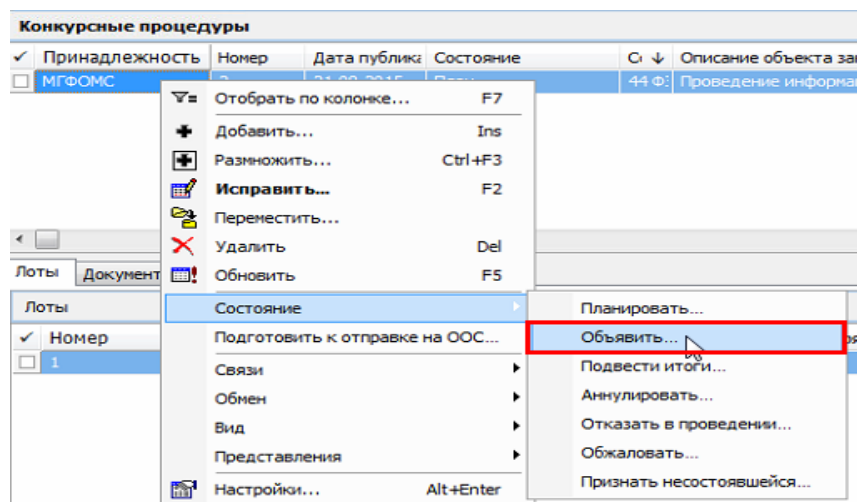 Конкурсные процедуры
Принадлежность Номер Дата публика Состояние Описание объекта за
МГФОМС 44 ФЗ Проведение информа
Отобрать по колонке... F7
Добавить... Ins
Размножить... Ctrl+F3
Исправить... F2
Переместить...
Удалить Del
Обновить F5
Состояние
Подготовить к отправке на ООС...
Связи
Обмен
Вид
Представления
Настройки... Alt+Enter
Планировать...
Объявить...
Подвести итоги...
Аннулировать...
Отказать в проведении...
Обжаловать...
Признать несостоявшейся...
Лоты Документ
Лоты
Номер
1